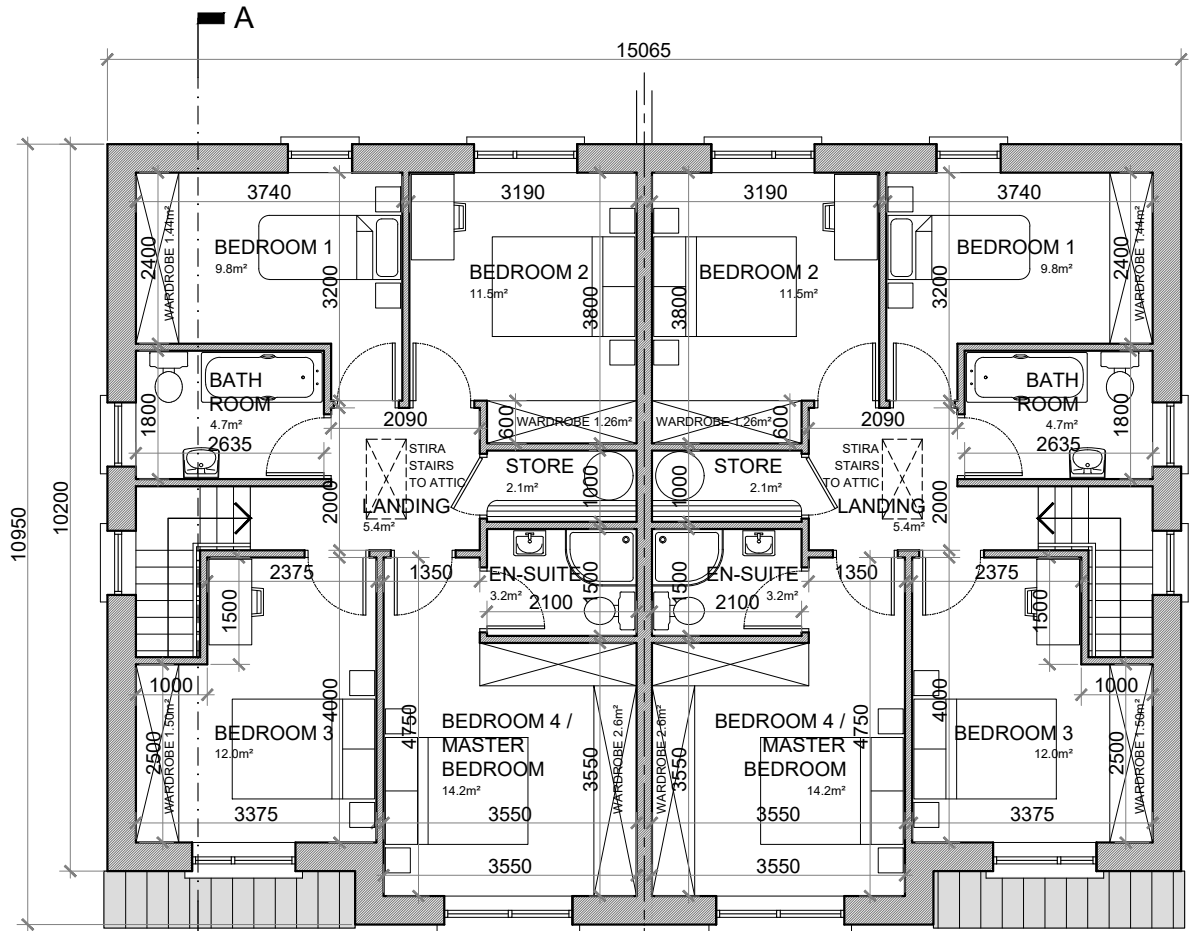 A
15065
10950
10200
3740
3190
3190
3740
2400
WARDROBE 1.44m²
BEDROOM 1
9.8m²
3200
BEDROOM 2
11.5m²
3800
3800
BEDROOM 2
11.5m²
3200
BEDROOM 1
9.8m²
2400
WARDROBE 1.44m²
BATH
ROOM
4.7m²
1800
2635
2090
600
WARDROBE 1.26m²
WARDROBE 1.26m²
600
2090
BATH
ROOM
4.7m²
1800
2635
STIRA
STAIRS
TO ATTIC
LANDING
5.4m²
2000
STORE
2.1m²
1000
1000
STORE
2.1m²
STIRA
STAIRS
TO ATTIC
LANDING
5.4m²
2000
2375
1350
EN-SUITE
3.2m²
2100
1500
1500
EN-SUITE
3.2m²
2100
1350
2375
1500
1500
1000
1000
2500
WARDROBE 1.50m²
BEDROOM 3
12.0m²
4000
4750
BEDROOM 4 /
MASTER
BEDROOM
14.2m²
3550
WARDROBE 2.6m²
WARDROBE 2.6m²
3550
BEDROOM 4 /
MASTER
BEDROOM
14.2m²
4750
4000
BEDROOM 3
12.0m²
2500
WARDROBE 1.50m²
3375
3550
3550
3375
3550
3550